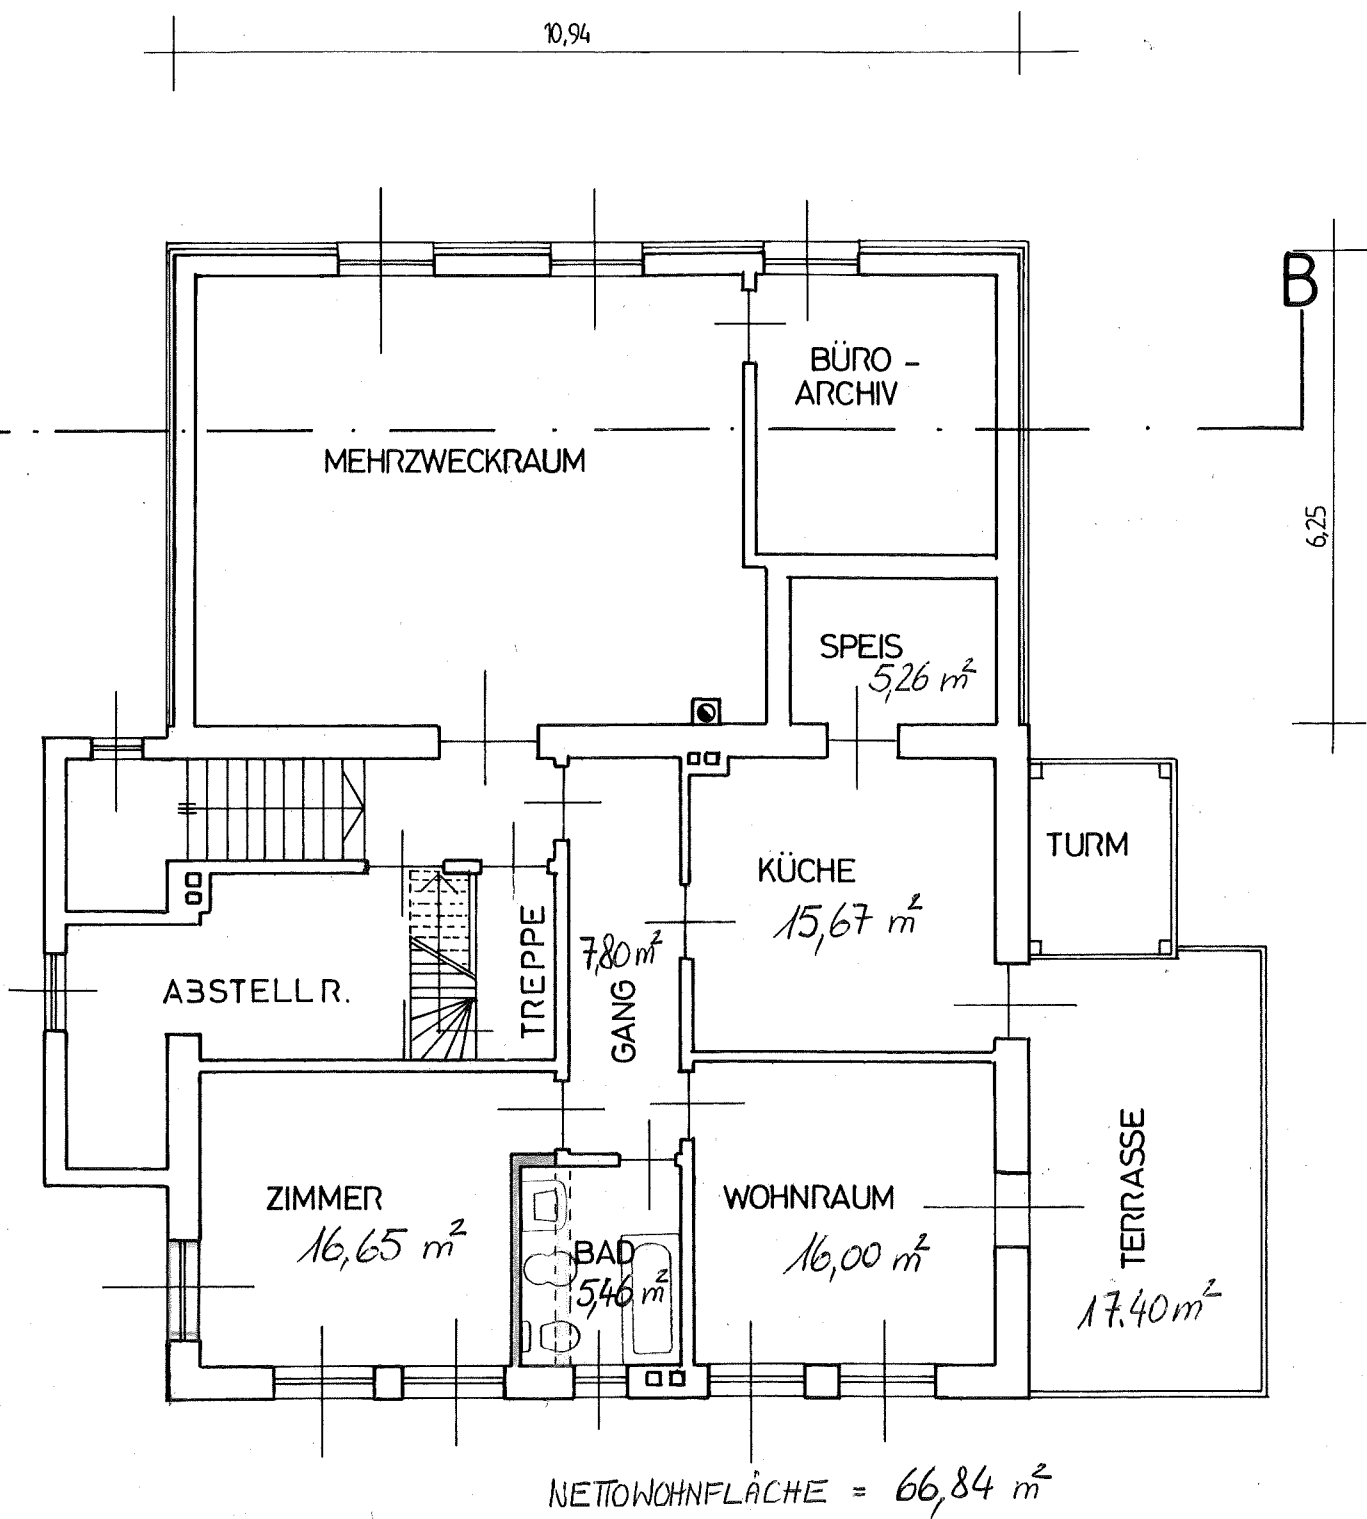 10,94
B
BÜRO -
ARCHIV
MEHRZWECKRAUM
6,25
SPEIS
5,26 m²
TURM
KÜCHE
15,67 m²
TREPPE
7,80 m²
GANG
ABSTELLR.
ZIMMER
16,65 m²
BAD
5,46 m²
WOHNRAUM
16,00 m²
TERRASSE
17.40 m²
NETTOWOHNFLÄCHE = 66,84 m²